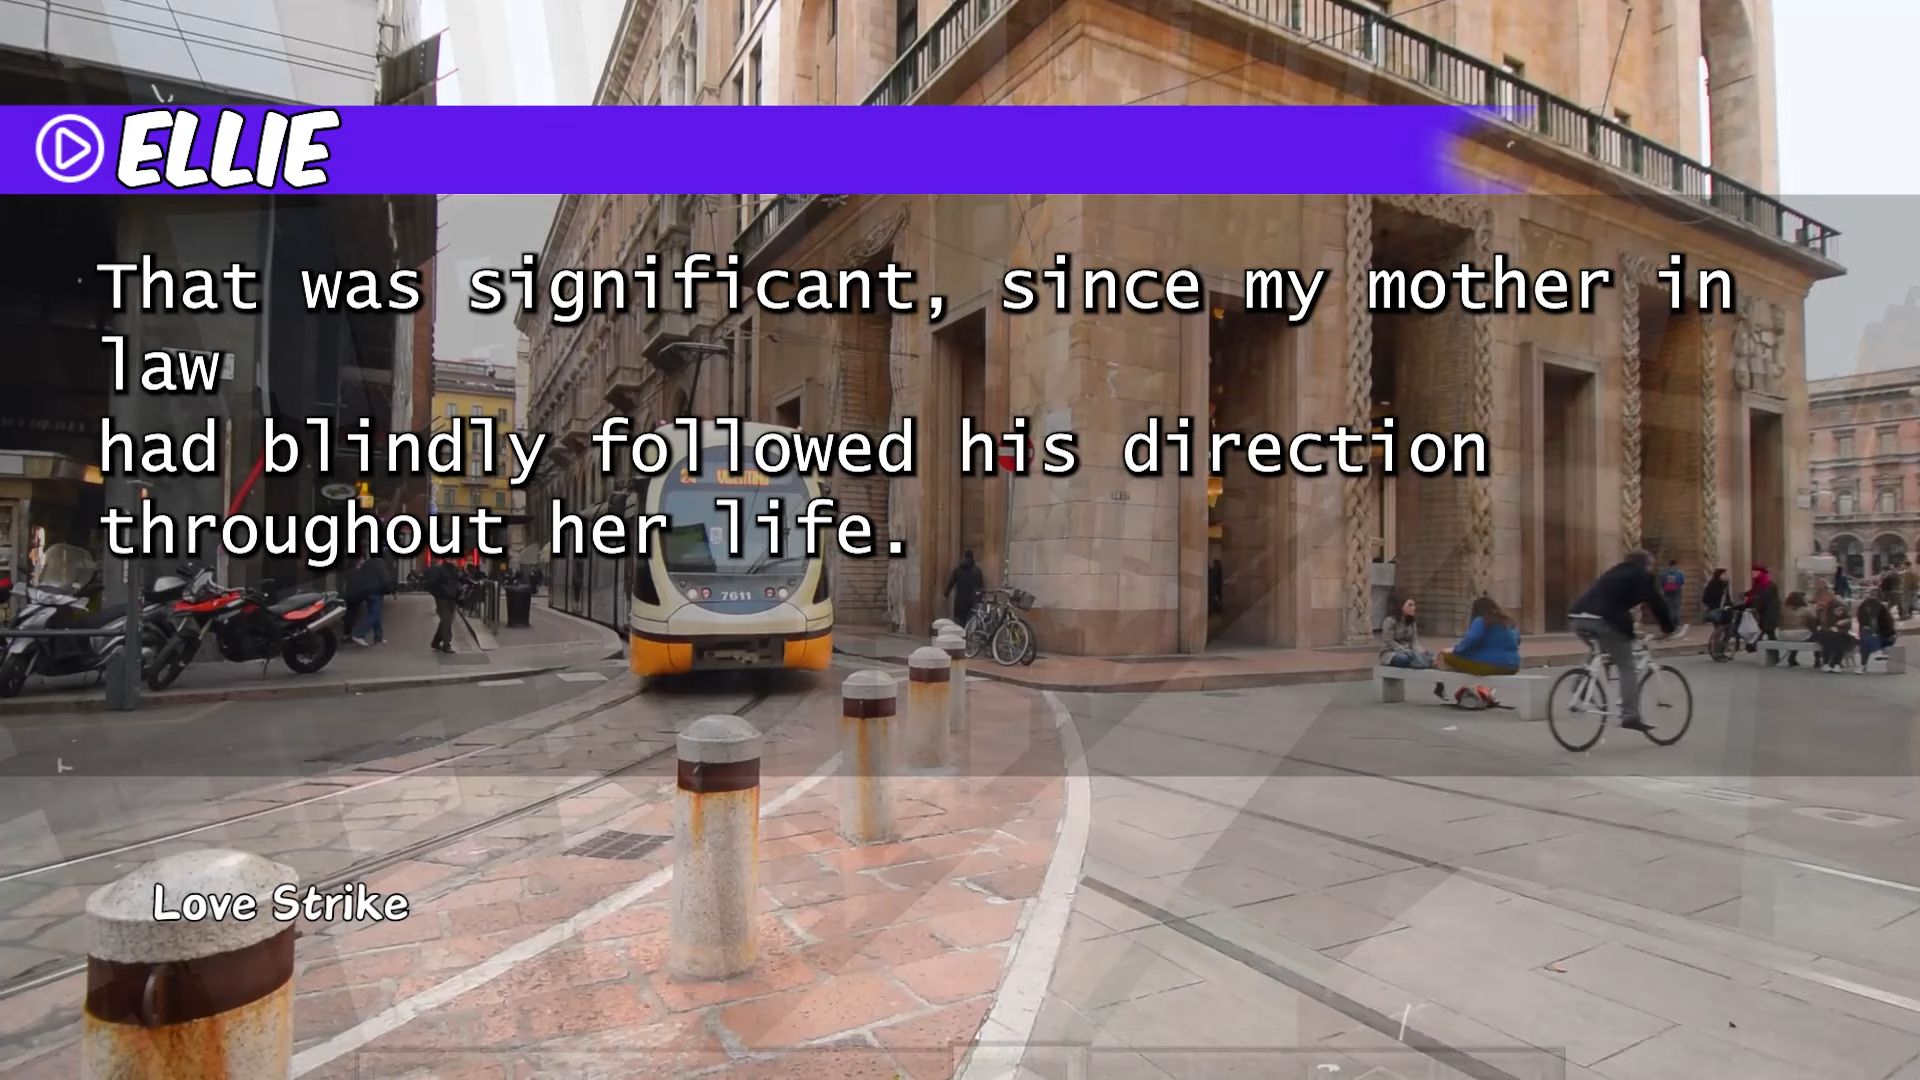 ELLIE
That was significant, since my mother in
law
had blindly followed his direction
throughout her life.
7611
Love Strike